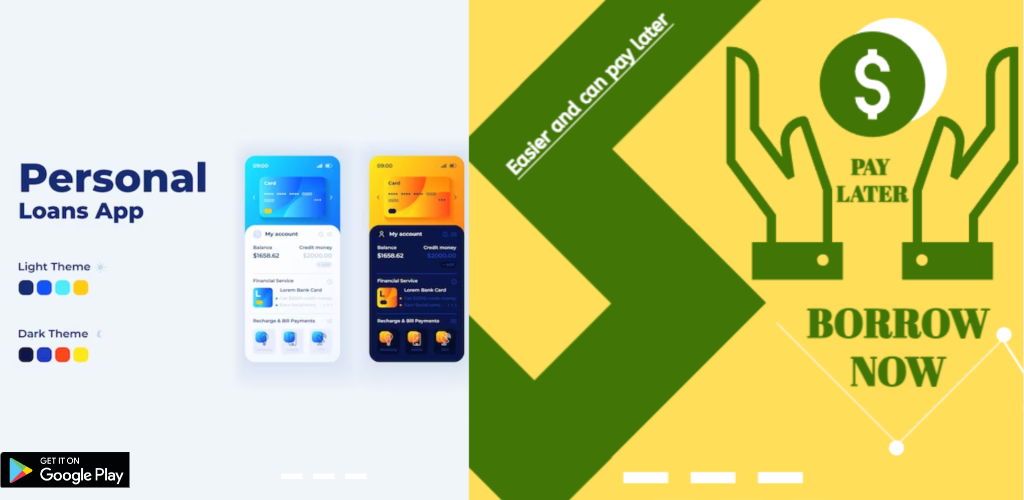 Personal
Loans App
Light Theme
Dark Theme
GET IT ON
Google Play
09:00
Card
My account
Balance
Credit money
$1658.62
$2000.00
Financial Service
Lorem Bank Card
Recharge & Bill Payments
09:00
Card
My account
Balance
Credit money
$1658.62
$2000.00
Financial Service
Lorem Bank Card
Recharge & Bill Payments
Easier and can pay later
$
PAY
LATER
BORROW
NOW